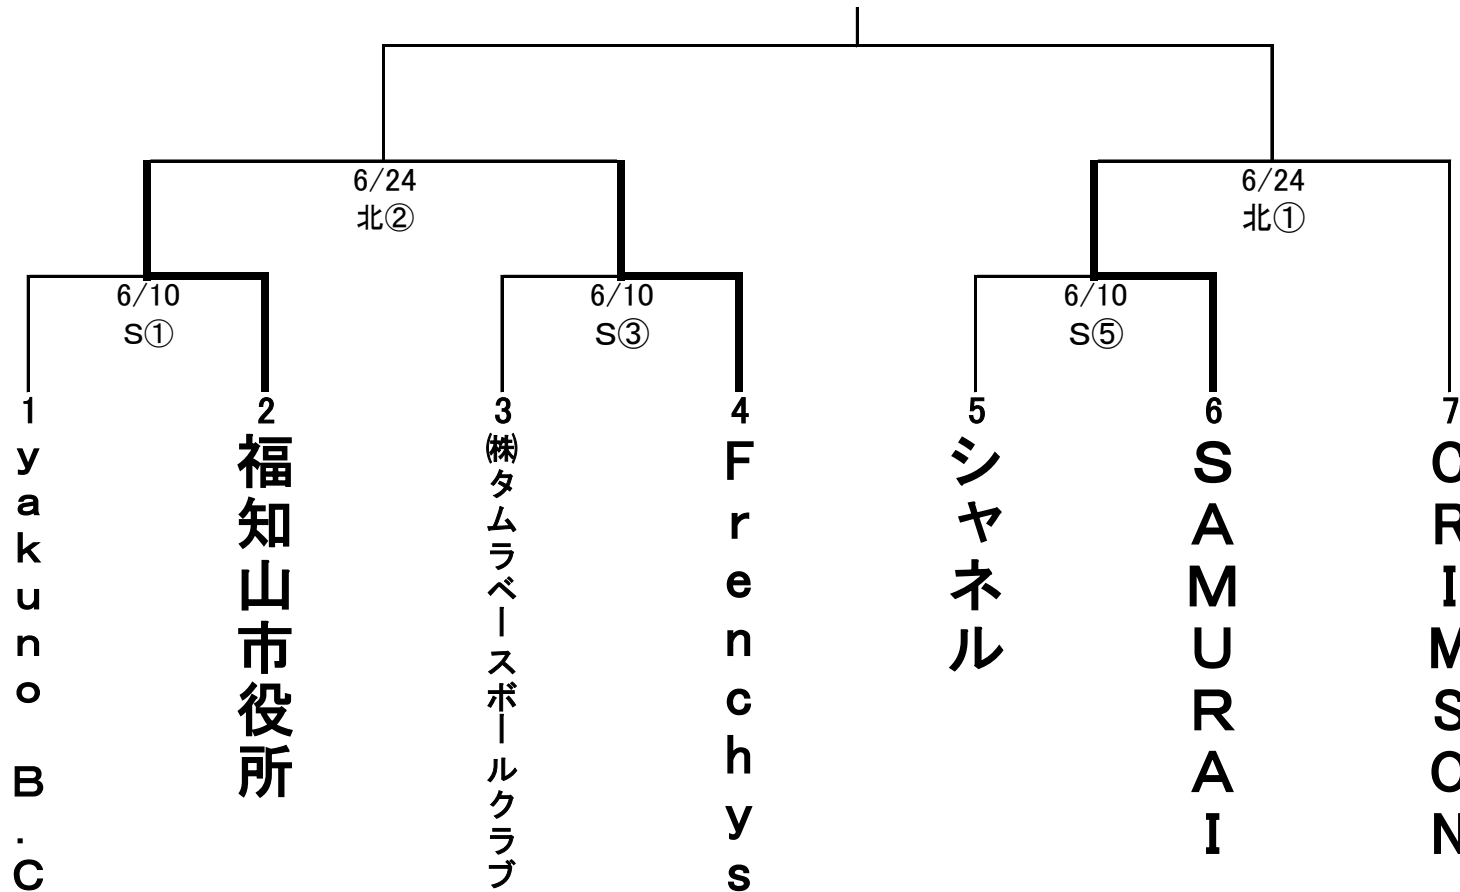 6/24
北②
6/24
北①
6/10
S①
6/10
S③
6/10
S⑤
1
2
3
4
5
6
7
yakuno B.C
福知山市役所
㈱タムラベースボールクラブ
Frenchys
シャネル
SAMURAI
CRIMSON